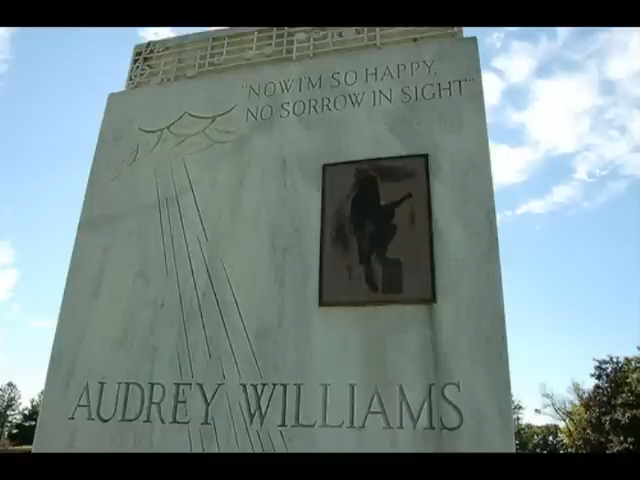 "NOW I'M SO HAPPY,
NO SORROW IN SIGHT"
AUDREY WILLIAMS